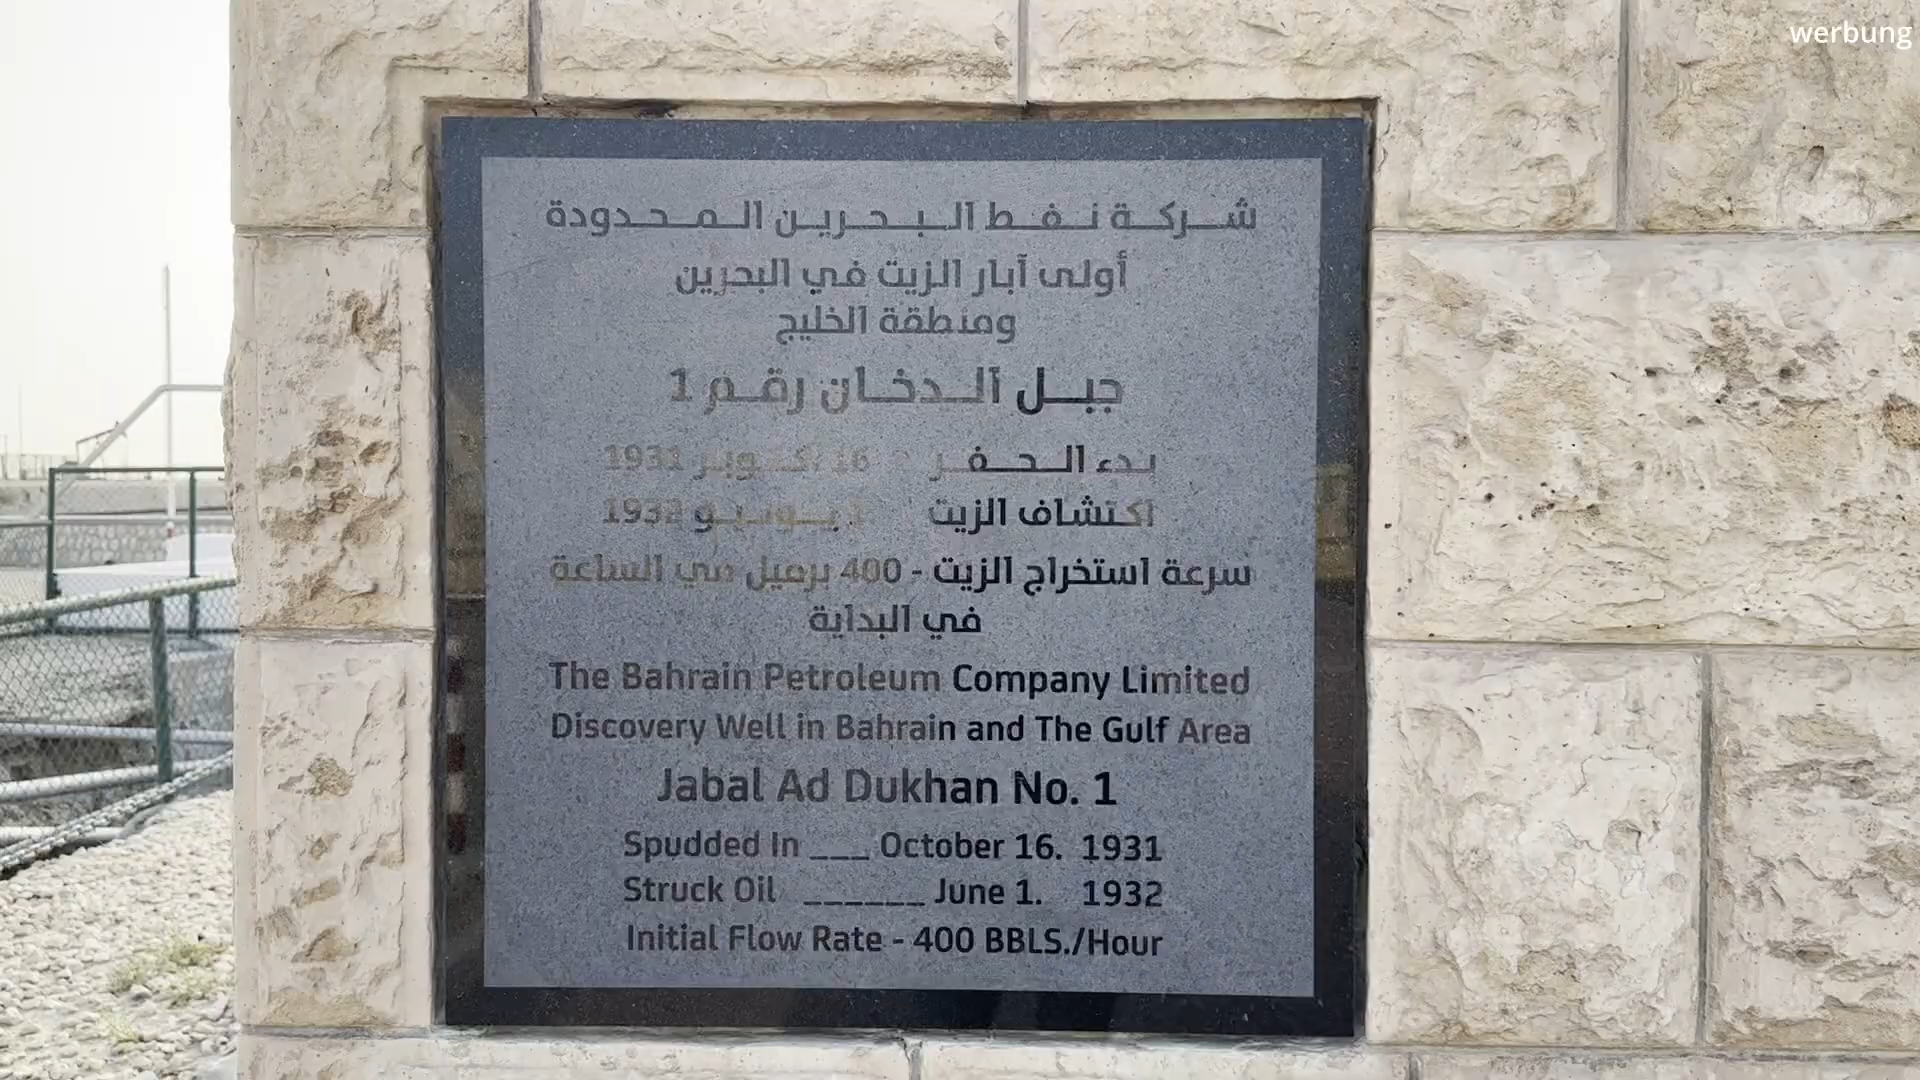 werbung
شركة نفط البحرين المحدودة
أولى آبار الزيت في البحرين
ومنطقة الخليج
جبل الدخان رقم 1
بدء الحفر - 16 أكتوبر 1931
اكتشاف الزيت 1 يونيو 1932
سرعة استخراج الزيت - 400 برميل في الساعة
في البداية
The Bahrain Petroleum Company Limited
Discovery Well in Bahrain and The Gulf Area
Jabal Ad Dukhan No. 1
Spudded In ___ October 16. 1931
Struck Oil ______ June 1. 1932
Initial Flow Rate - 400 BBLS./Hour